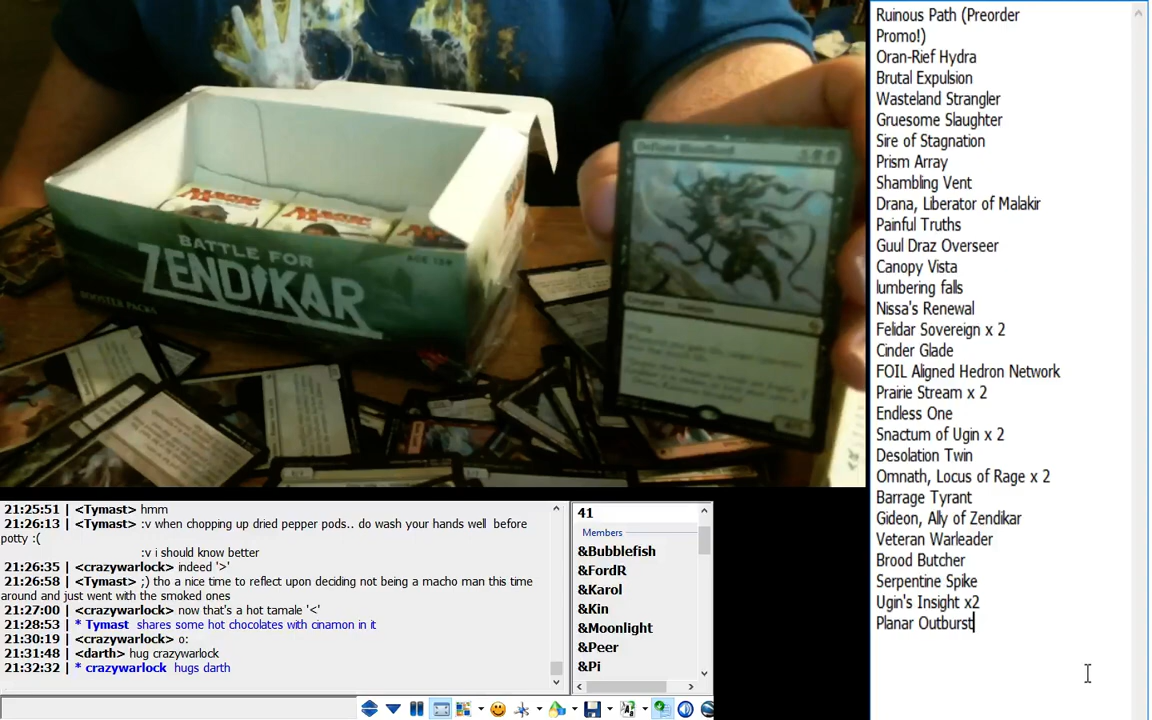 MAGIC
MAGIC
BATTLE FOR
ZENDIKAR
BOOSTER PACKS
AGE 13+
Defiant Bloodlord
Ruinous Path (Preorder
Promo!)
Oran-Rief Hydra
Brutal Expulsion
Wasteland Strangler
Gruesome Slaughter
Sire of Stagnation
Prism Array
Shambling Vent
Drana, Liberator of Malakir
Painful Truths
Guul Draz Overseer
Canopy Vista
lumbering falls
Nissa's Renewal
Felidar Sovereign x 2
Cinder Glade
FOIL Aligned Hedron Network
Prairie Stream x 2
Endless One
Snactum of Ugin x 2
Desolation Twin
Omnath, Locus of Rage x 2
Barrage Tyrant
Gideon, Ally of Zendikar
Veteran Warleader
Brood Butcher
Serpentine Spike
Ugin's Insight x2
Planar Outburst
21:25:51 | <Tymast> hmm
21:26:13 | <Tymast> :v when chopping up dried pepper pods.. do wash your hands well before
potty :(
:v i should know better
21:26:35 | <crazywarlock> indeed '>'
21:26:58 | <Tymast> ;) tho a nice time to reflect upon deciding not being a macho man this time
around and just went with the smoked ones
21:27:00 | <crazywarlock> now that's a hot tamale '<'
21:28:53 | * Tymast shares some hot chocolates with cinamon in it
21:30:19 | <crazywarlock> o:
21:31:48 | <darth> hug crazywarlock
21:32:32 | * crazywarlock hugs darth
41
Members
&Bubblefish
&FordR
&Karol
&Kin
&Moonlight
&Peer
&Pi